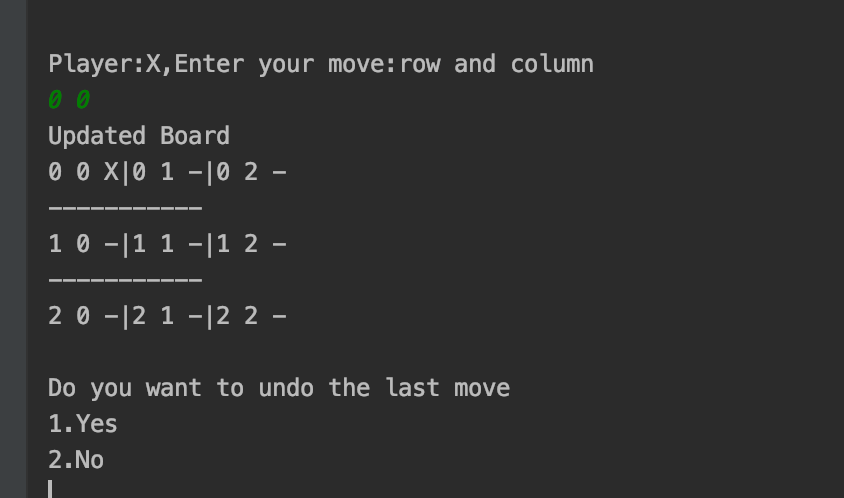 Player:X,Enter your move:row and column
0 0
Updated Board
0 0 X|0 1 -|0 2 -
-----------
1 0 -|1 1 -|1 2 -
-----------
2 0 -|2 1 -|2 2 -
Do you want to undo the last move
1.Yes
2.No